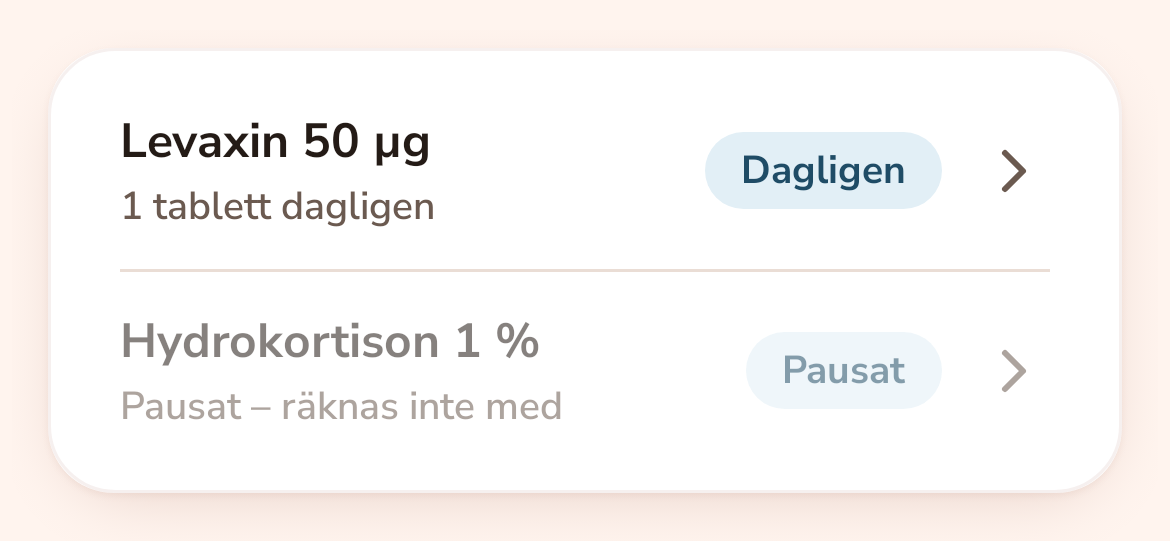 Levaxin 50 µg
1 tablett dagligen
Dagligen
Hydrokortison 1 %
Pausat – räknas inte med
Pausat